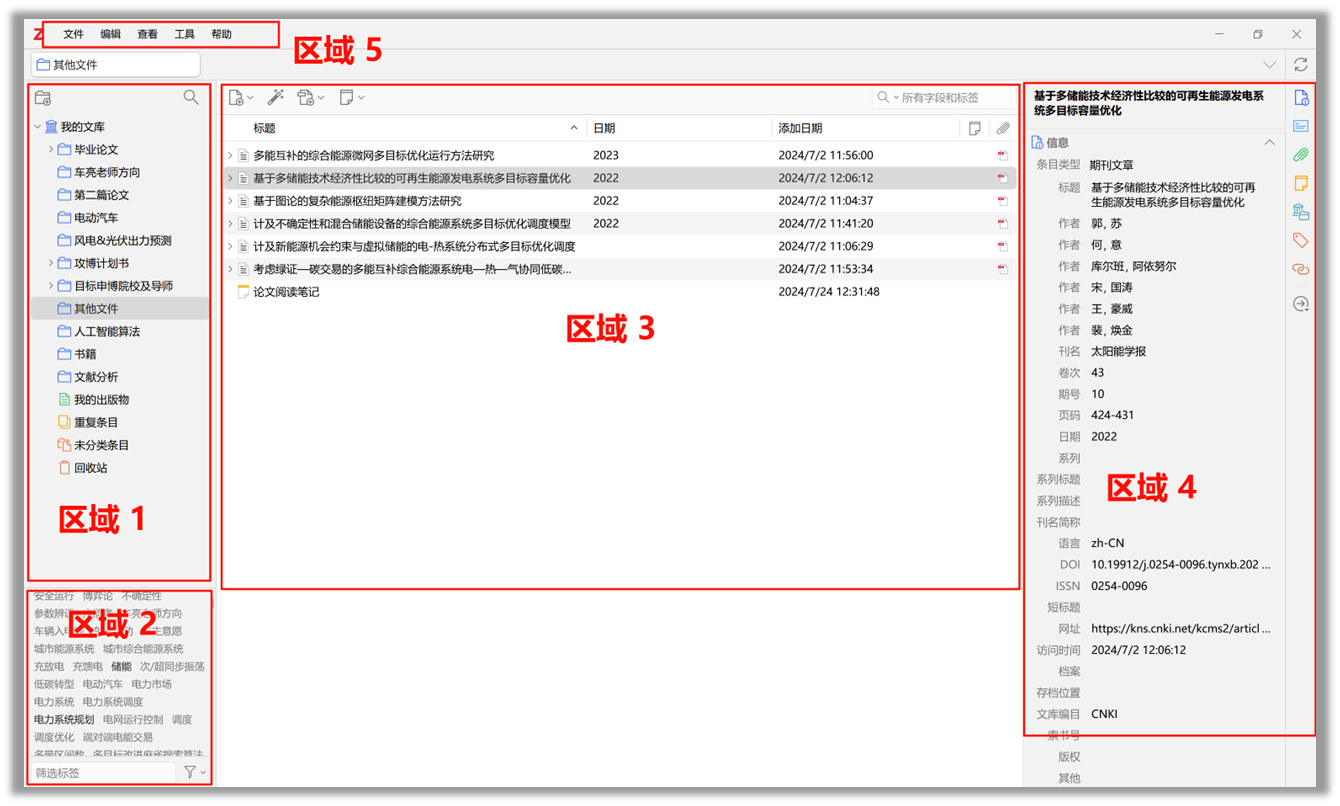 Z 文件 编辑 查看 工具 帮助
区域 5
其他文件
我的文库
毕业论文
车亮老师方向
第二篇论文
电动汽车
风电&光伏出力预测
攻博计划书
目标申博院校及导师
其他文件
人工智能算法
书籍
文献分析
我的出版物
重复条目
未分类条目
回收站
区域 1
安全运行 博弈论 不确定性
参数辨识 车亮老师方向
车辆入电 主意愿
区域 2
城市能源系统 城市综合能源系统
充放电 充馈电 储能 次/超同步振荡
低碳转型 电动汽车 电力市场
电力系统 电力系统调度
电力系统规划 电网运行控制 调度
调度优化 端对端电能交易
多带区间数 多目标改进麻雀搜索算法
筛选标签
所有字段和标签
标题 日期 添加日期
多能互补的综合能源微网多目标优化运行方法研究 2023 2024/7/2 11:56:00
基于多储能技术经济性比较的可再生能源发电系统多目标容量优化 2022 2024/7/2 12:06:12
基于图论的复杂能源枢纽矩阵建模方法研究 2022 2024/7/2 11:04:37
计及不确定性和混合储能设备的综合能源系统多目标优化调度模型 2022 2024/7/2 11:41:20
计及新能源机会约束与虚拟储能的电-热系统分布式多目标优化调度 2024/7/2 11:06:29
考虑绿证—碳交易的多能互补综合能源系统电—热—气协同低碳... 2024/7/2 11:53:34
论文阅读笔记 2024/7/24 12:31:48
区域 3
基于多储能技术经济性比较的可再生能源发电系
统多目标容量优化
信息
条目类型 期刊文章
标题 基于多储能技术经济性比较的可再
生能源发电系统多目标容量优化
作者 郭, 苏
作者 何, 意
作者 库尔班, 阿依努尔
作者 宋, 国涛
作者 王, 豪威
作者 裴, 焕金
刊名 太阳能学报
卷次 43
期号 10
页码 424-431
日期 2022
系列
系列标题
系列描述
区域 4
刊名简称
语言 zh-CN
DOI 10.19912/j.0254-0096.tynxb.202 ...
ISSN 0254-0096
短标题
网址 https://kns.cnki.net/kcms2/articl ...
访问时间 2024/7/2 12:06:12
档案
存档位置
文库编目 CNKI
索书号
版权
其他